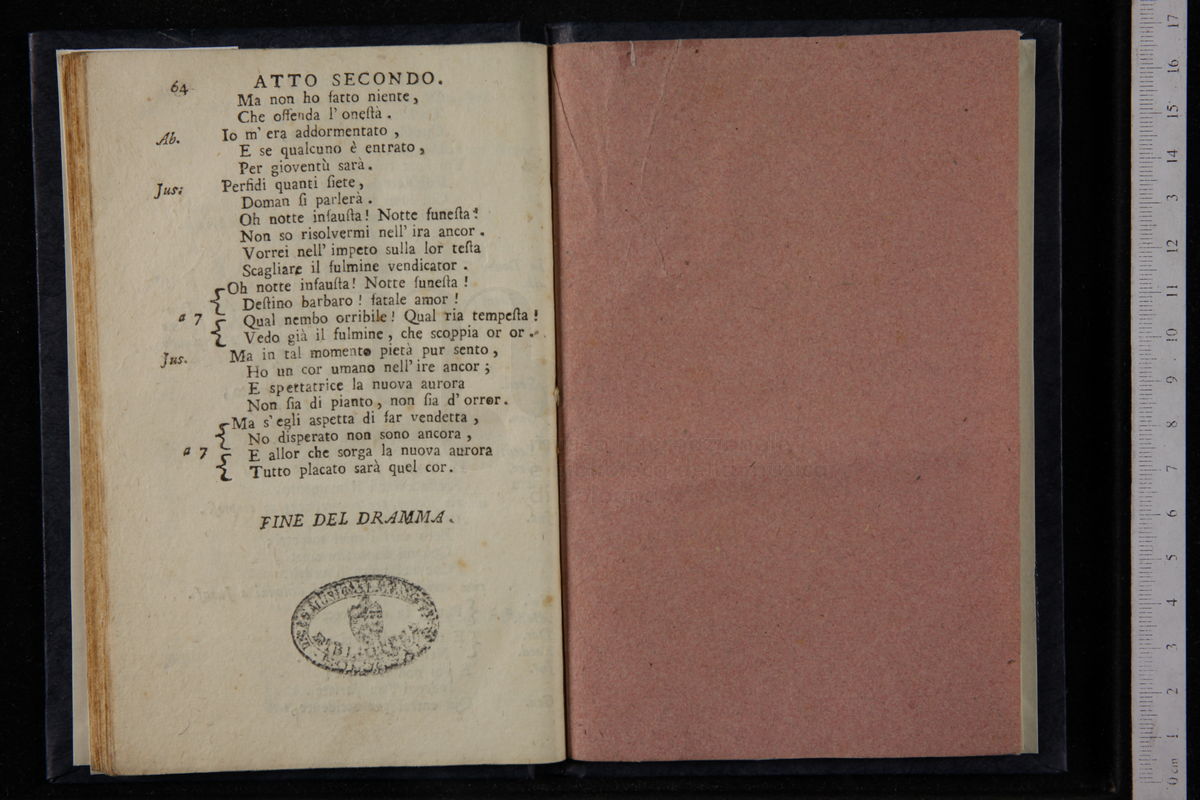 64 ATTO SECONDO.
Ma non ho fatto niente,
Che offenda l' oneſtà.
Ab. Io m' era addormentato,
E se qualcuno è entrato,
Per gioventù sarà.
Jus: Perfidi quanti ſiete,
Doman ſi parlerà.
Oh notte infauſta! Notte funeſta!
Non so risolvermi nell' ira ancor.
Vorrei nell' impeto sulla lor teſta
Scagliare il fulmine vendicator.
Oh notte infauſta! Notte funeſta!
Deſtino barbaro! fatale amor!
a 7 Qual nembo orribile! Qual ria tempeſta!
Vedo già il fulmine, che scoppia or or.
Jus. Ma in tal momento pietà pur sento,
Ho un cor umano nell' ire ancor;
E spettatrice la nuova aurora
Non ſia di pianto, non ſia d' orror.
Ma s' egli aspetta di far vendetta,
No disperato non sono ancora,
a 7 E allor che sorga la nuova aurora
Tutto placato sarà quel cor.
FINE DEL DRAMMA.
0 cm 1 2 3 4 5 6 7 8 9 10 11 12 3 14 15 16 17